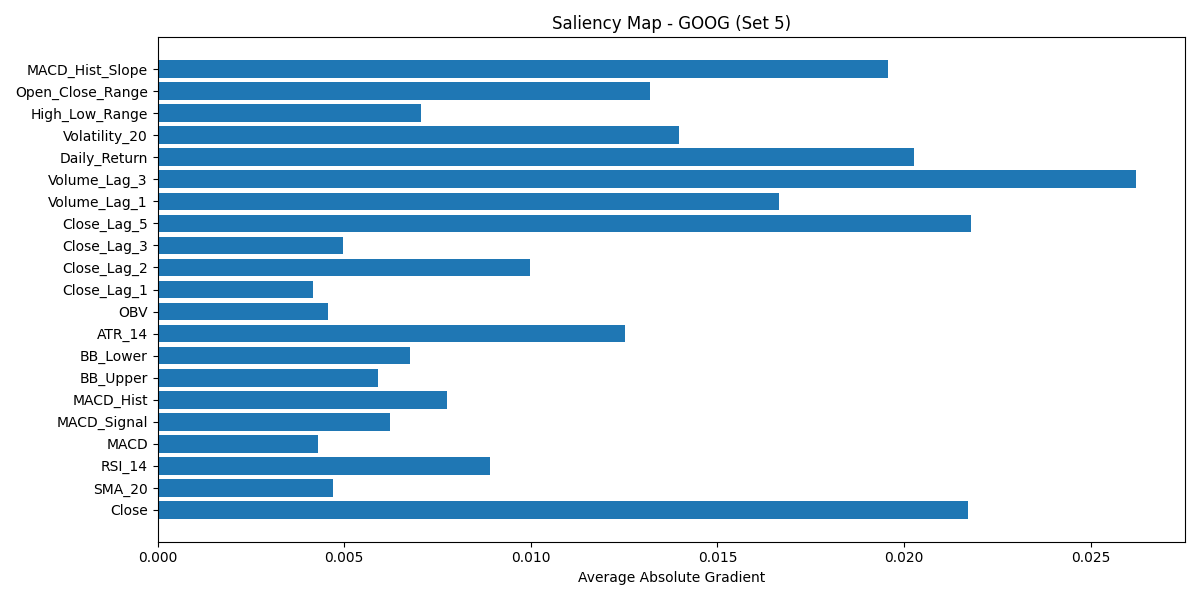 Saliency Map - GOOG (Set 5)
MACD_Hist_Slope
Open_Close_Range
High_Low_Range
Volatility_20
Daily_Return
Volume_Lag_3
Volume_Lag_1
Close_Lag_5
Close_Lag_3
Close_Lag_2
Close_Lag_1
OBV
ATR_14
BB_Lower
BB_Upper
MACD_Hist
MACD_Signal
MACD
RSI_14
SMA_20
Close
0.000 0.005 0.010 0.015 0.020 0.025
Average Absolute Gradient